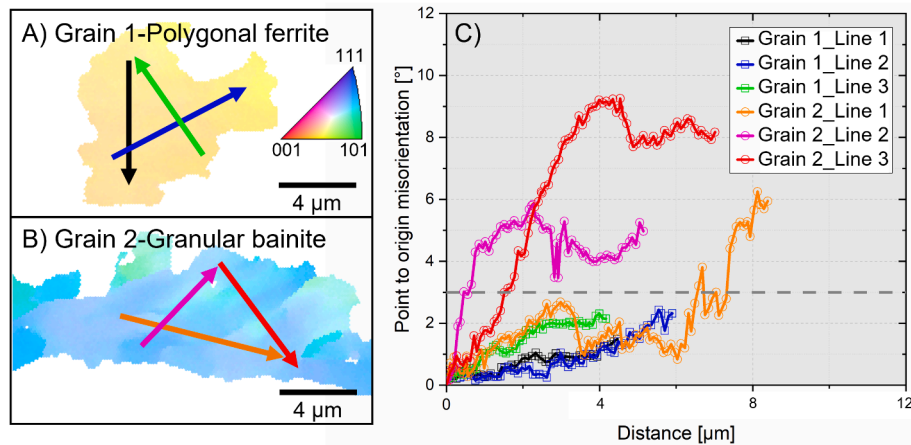 A) Grain 1-Polygonal ferrite
111
001
101
4 µm
B) Grain 2-Granular bainite
4 µm
C)
Point to origin misorientation [°]
12
10
8
6
4
2
0
0
4
8
12
Distance [µm]
Grain 1_Line 1
Grain 1_Line 2
Grain 1_Line 3
Grain 2_Line 1
Grain 2_Line 2
Grain 2_Line 3